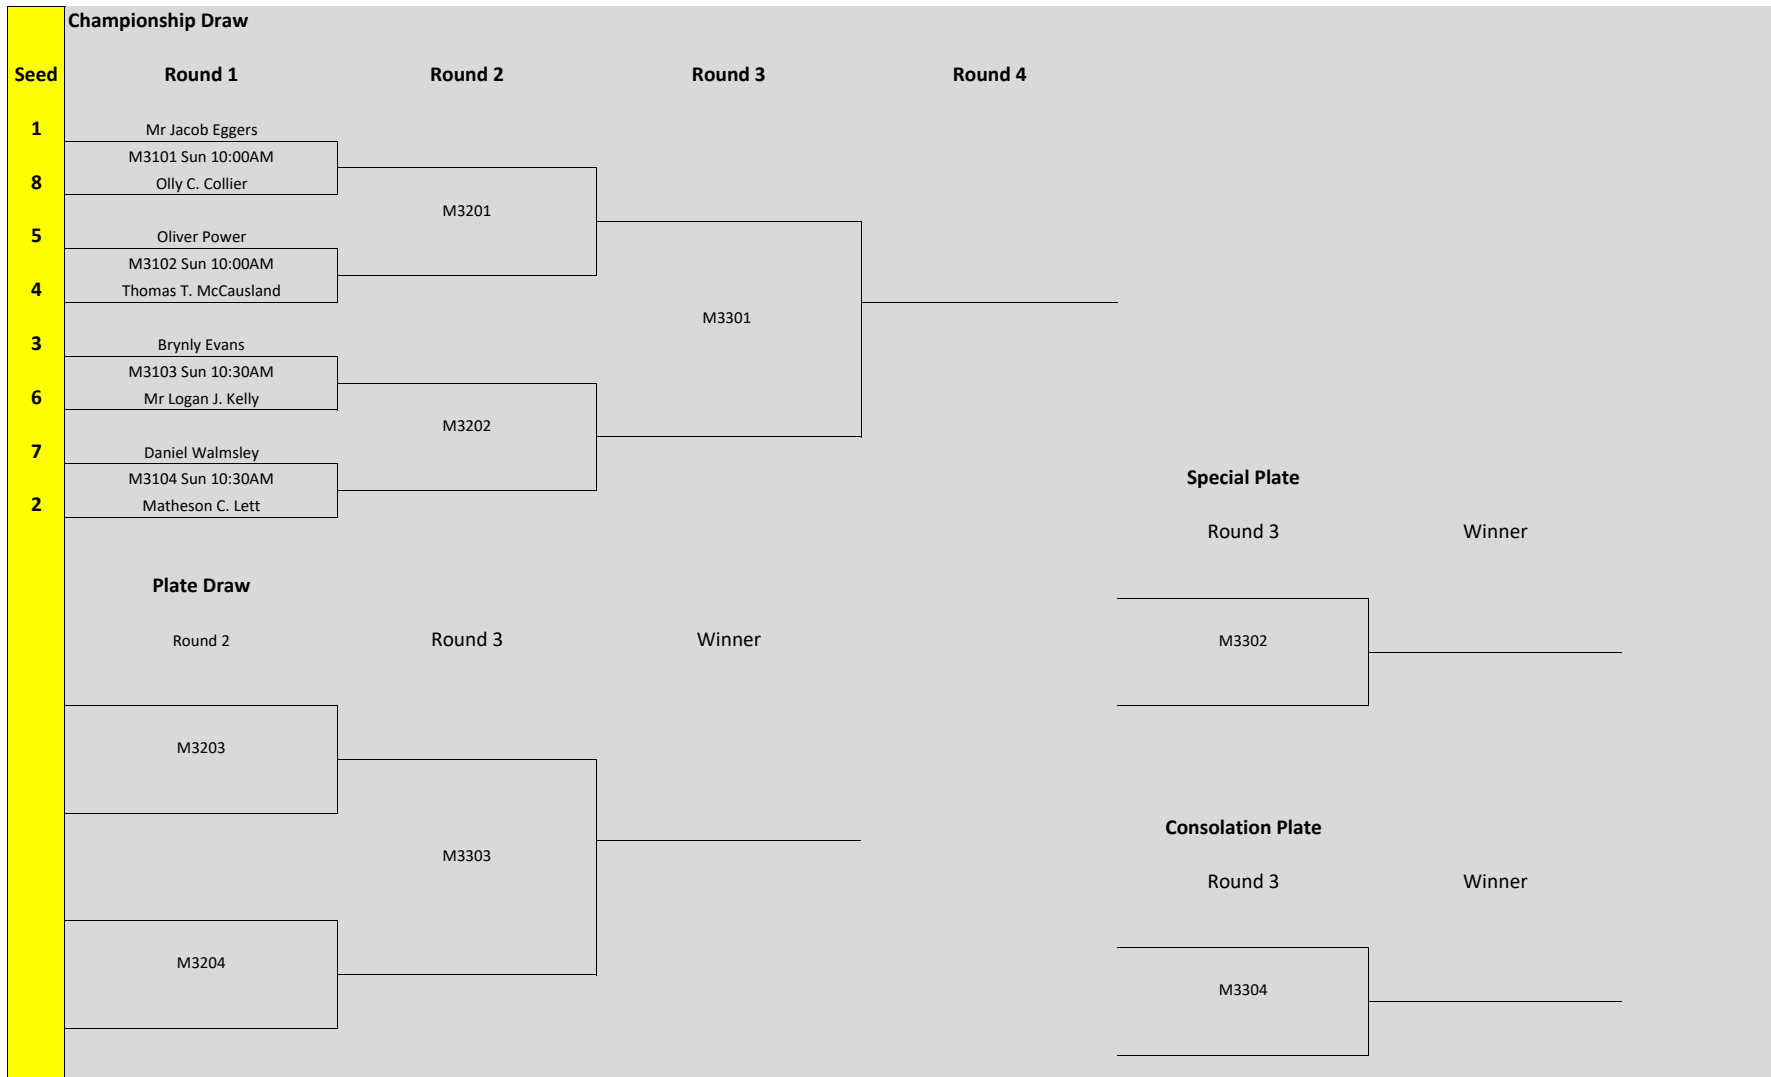 Championship Draw
Seed Round 1 Round 2 Round 3 Round 4
1 Mr Jacob Eggers
M3101 Sun 10:00AM
8 Olly C. Collier
M3201
5 Oliver Power
M3102 Sun 10:00AM
4 Thomas T. McCausland
M3301
3 Brynly Evans
M3103 Sun 10:30AM
6 Mr Logan J. Kelly
M3202
7 Daniel Walmsley
M3104 Sun 10:30AM
2 Matheson C. Lett
Special Plate
Round 3 Winner
M3302
Plate Draw
Round 2 Round 3 Winner
M3203
M3303
M3204
Consolation Plate
Round 3 Winner
M3304